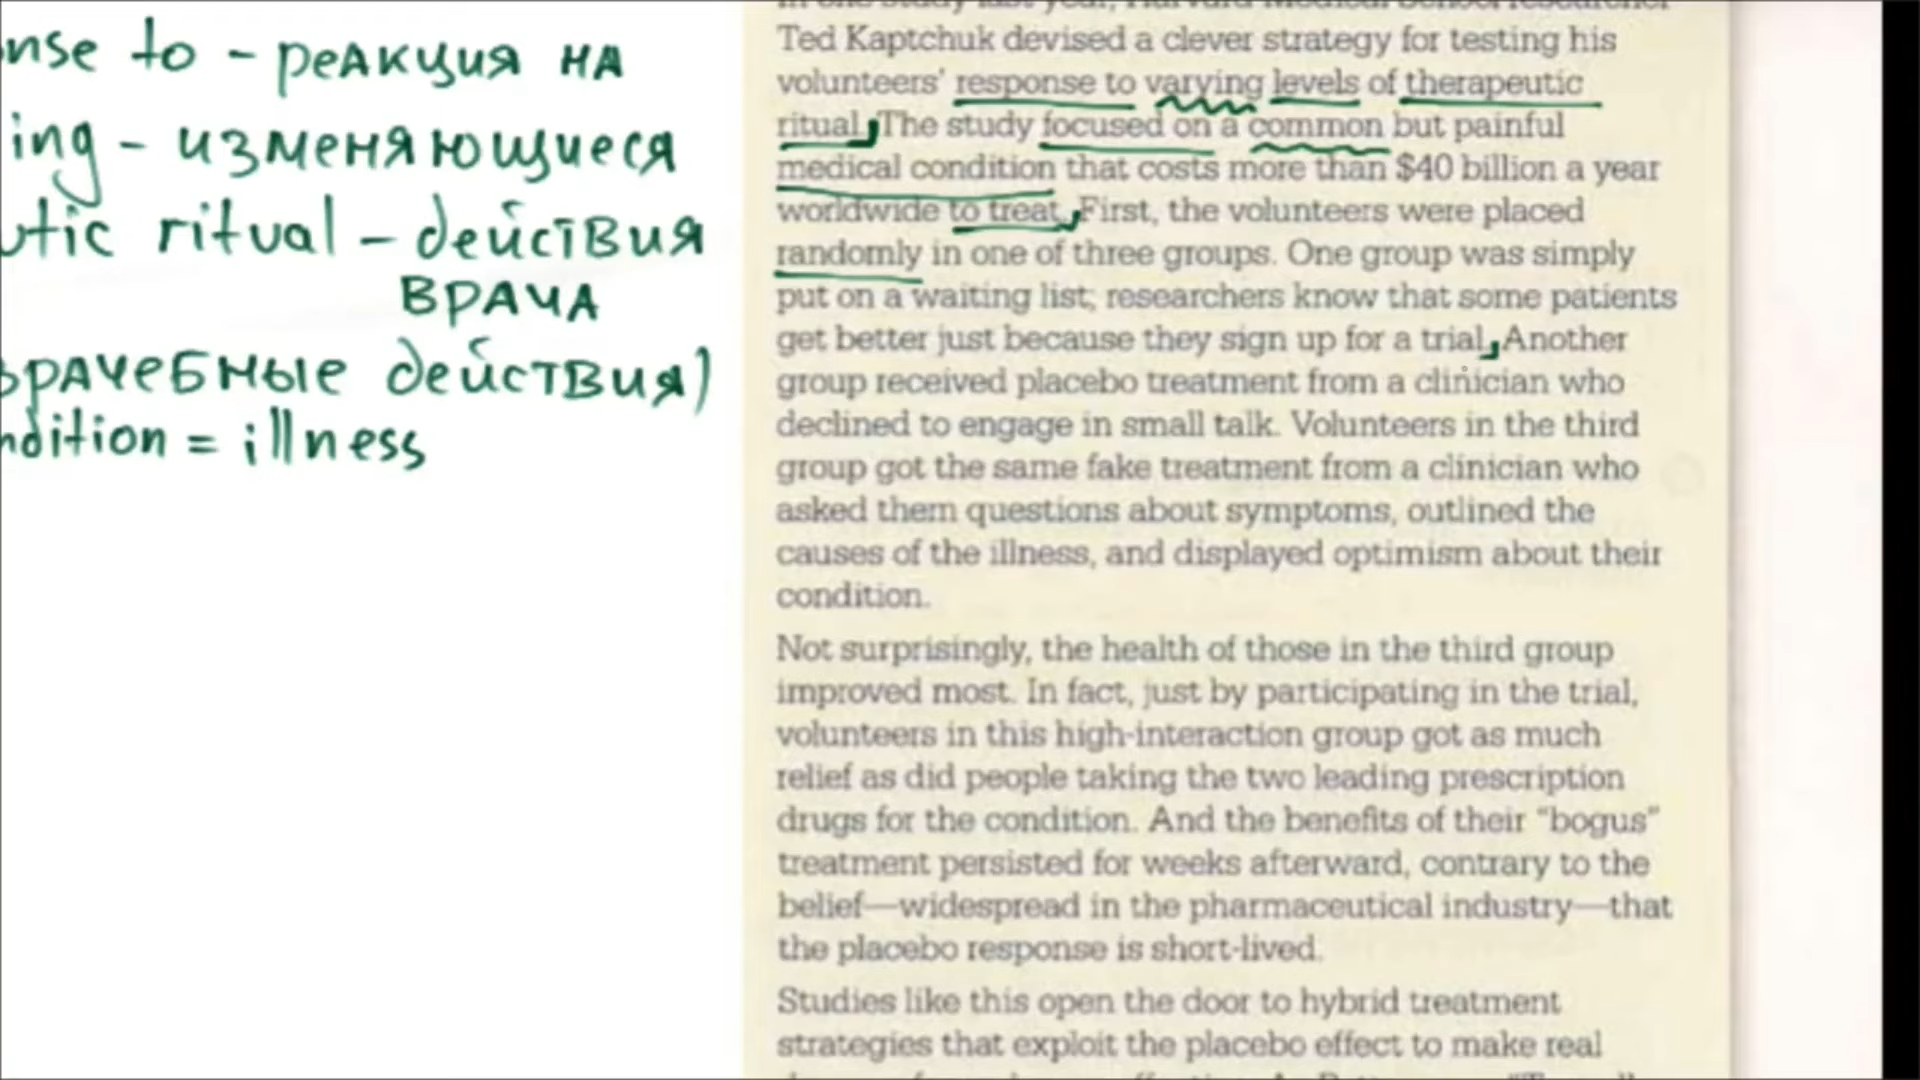 nse to - реакция на
ing - изменяющиеся
utic ritual - действия
врача
врачебные действия)
ndition = illness
Ted Kaptchuk devised a clever strategy for testing his
volunteers' response to varying levels of therapeutic
ritual. The study focused on a common but painful
medical condition that costs more than $40 billion a year
worldwide to treat. First, the volunteers were placed
randomly in one of three groups. One group was simply
put on a waiting list; researchers know that some patients
get better just because they sign up for a trial. Another
group received placebo treatment from a clinician who
declined to engage in small talk. Volunteers in the third
group got the same fake treatment from a clinician who
asked them questions about symptoms, outlined the
causes of the illness, and displayed optimism about their
condition.
Not surprisingly, the health of those in the third group
improved most. In fact, just by participating in the trial,
volunteers in this high-interaction group got as much
relief as did people taking the two leading prescription
drugs for the condition. And the benefits of their “bogus”
treatment persisted for weeks afterward, contrary to the
belief—widespread in the pharmaceutical industry—that
the placebo response is short-lived.
Studies like this open the door to hybrid treatment
strategies that exploit the placebo effect to make real